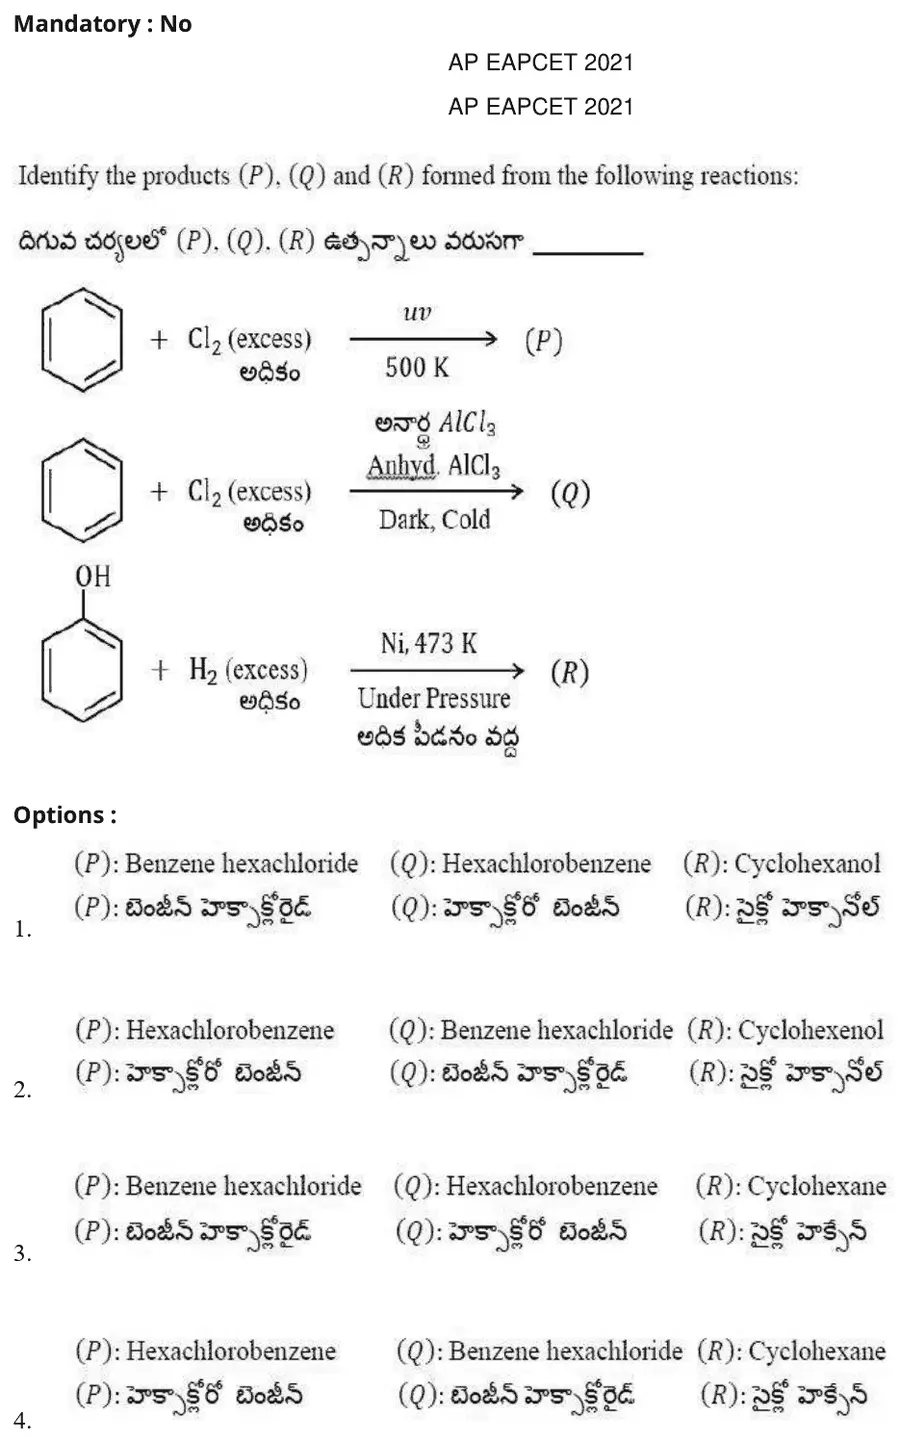 Mandatory : No
AP EAPCET 2021
AP EAPCET 2021
Identify the products (P), (Q) and (R) formed from the following reactions:
దిగువ చర్యలలో (P), (Q), (R) ఉత్పన్నాలు వరుసగా ________
uv
+ Cl₂ (excess) (P)
అధికం 500 K
అనార్ద్ర AlCl₃
Anhyd. AlCl₃
+ Cl₂ (excess) (Q)
అధికం Dark, Cold
OH
Ni, 473 K
+ H₂ (excess) (R)
అధికం Under Pressure
అధిక పీడనం వద్ద
Options :
(P): Benzene hexachloride (Q): Hexachlorobenzene (R): Cyclohexanol
(P): బెంజీన్ హెక్సాక్లోరైడ్ (Q): హెక్సాక్లోరో బెంజీన్ (R): సైక్లో హెక్సానోల్
1.
(P): Hexachlorobenzene (Q): Benzene hexachloride (R): Cyclohexenol
(P): హెక్సాక్లోరో బెంజీన్ (Q): బెంజీన్ హెక్సాక్లోరైడ్ (R): సైక్లో హెక్సానోల్
2.
(P): Benzene hexachloride (Q): Hexachlorobenzene (R): Cyclohexane
(P): బెంజీన్ హెక్సాక్లోరైడ్ (Q): హెక్సాక్లోరో బెంజీన్ (R): సైక్లో హెక్సేన్
3.
(P): Hexachlorobenzene (Q): Benzene hexachloride (R): Cyclohexane
(P): హెక్సాక్లోరో బెంజీన్ (Q): బెంజీన్ హెక్సాక్లోరైడ్ (R): సైక్లో హెక్సేన్
4.